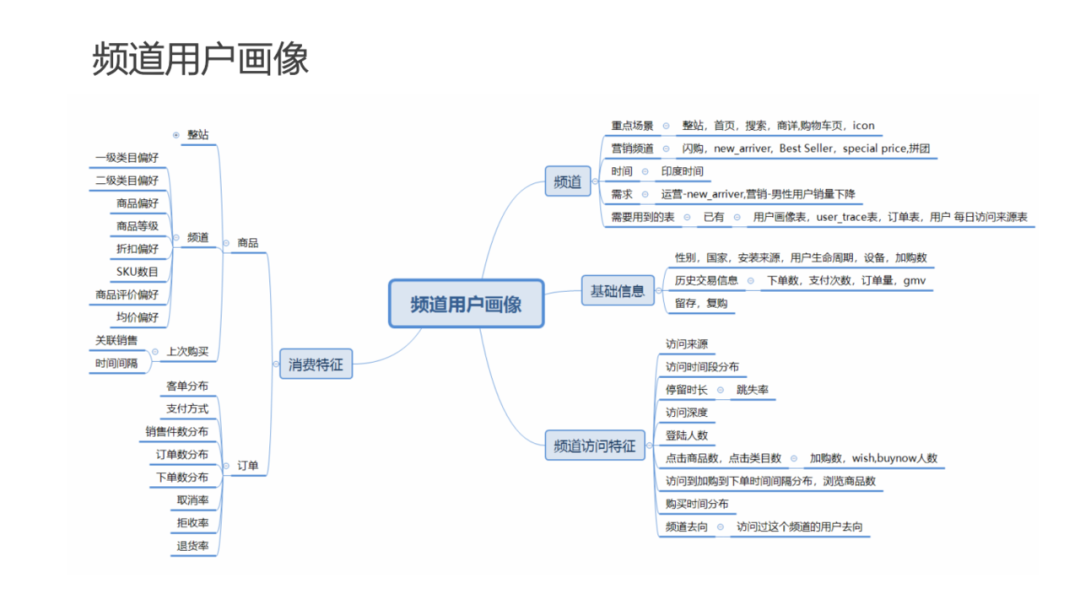 频道用户画像
整站
一级类目偏好
二级类目偏好
商品偏好
商品等级
折扣偏好
SKU数目
商品评价偏好
均价偏好
频道
商品
关联销售
时间间隔
上次购买
消费特征
客单分布
支付方式
销售件数分布
订单数分布
下单数分布
取消率
拒收率
退货率
订单
频道用户画像
频道
重点场景 整站，首页，搜索，商详,购物车页，icon
营销频道 闪购，new_arriver，Best Seller，special price,拼团
时间 印度时间
需求 运营-new_arriver,营销-男性用户销量下降
需要用到的表 已有 用户画像表，user_trace表，订单表，用户 每日访问来源表
基础信息
性别，国家，安装来源，用户生命周期，设备，加购数
历史交易信息 下单数，支付次数，订单量，gmv
留存，复购
频道访问特征
访问来源
访问时间段分布
停留时长 跳失率
访问深度
登陆人数
点击商品数，点击类目数 加购数，wish,buynow人数
访问到加购到下单时间间隔分布，浏览商品数
购买时间分布
频道去向 访问过这个频道的用户去向